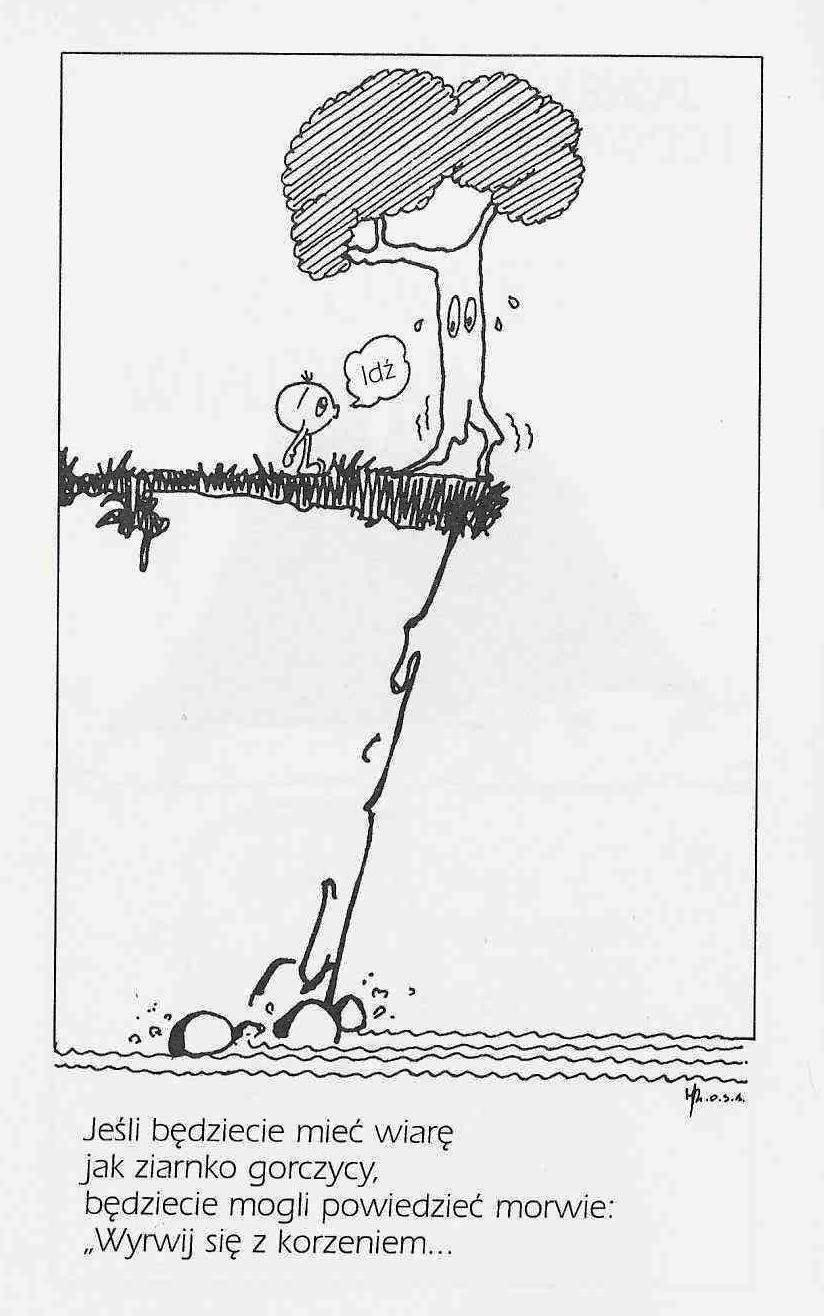 Idź
Jeśli będziecie mieć wiarę
jak ziarnko gorczycy,
będziecie mogli powiedzieć morwie:
„Wyrwij się z korzeniem...